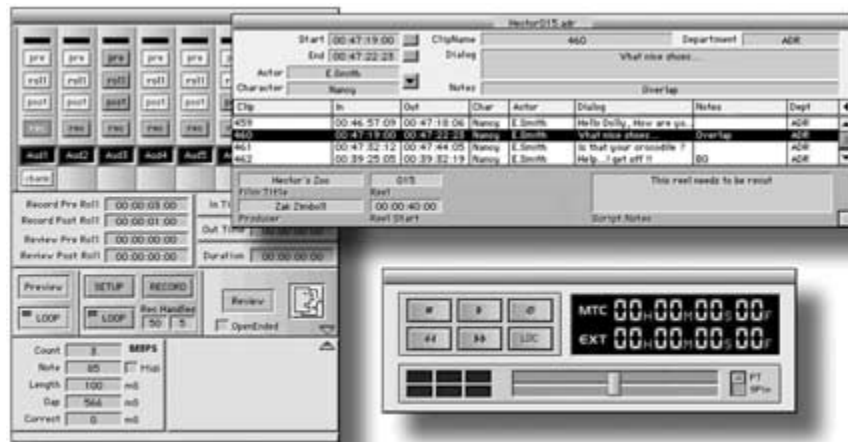 Hector015.adr
Start 00:47:19:00 ClipName 460 Department ADR
End 00:47:22:23 Dialog What nice shoes...
Actor E.Smith
Character Nancy Notes Overlap
Clip In Out Char Actor Dialog Notes Dept
459 00:46:57:09 00:47:18:06 Nancy E.Smith Hello Dolly, How are yo.. ADR
460 00:47:19:00 00:47:22:23 Nancy E.Smith What nice shoes... Overlap ADR
461 00:47:32:12 00:47:44:05 Nancy E.Smith Is that your crocodile ? ADR
462 00:39:25:05 00:39:32:19 Nancy E.Smith Help...! get off !! BG ADR
Hector's Zoo 015 This reel needs to be recut
Film Title Reel
Zak Zimboll 00:00:40:00
Producer Reel Start Script Notes
pre pre pre pre pre pre
roll roll roll roll roll roll
post post post post post
rec rec rec rec rec rec
Aud1 Aud2 Aud3 Aud4 Aud5
Record Pre Roll 00:00:03:00 In Ti
Record Post Roll 00:00:01:00
Review Pre Roll 00:00:00:00 Out Time
Review Post Roll 00:00:00:00 Duration 00:00:00:00
Preview SETUP RECORD Review
LOOP LOOP Rec Handles
50 5 OpenEnded
Count 3 BEEPS
Note 85 Midi
Length 100 mS
Gap 566 mS
Correct 0 mS
LOC
MTC 00H00M00S00F
EXT 00H00M00S00F
PT
9Pin